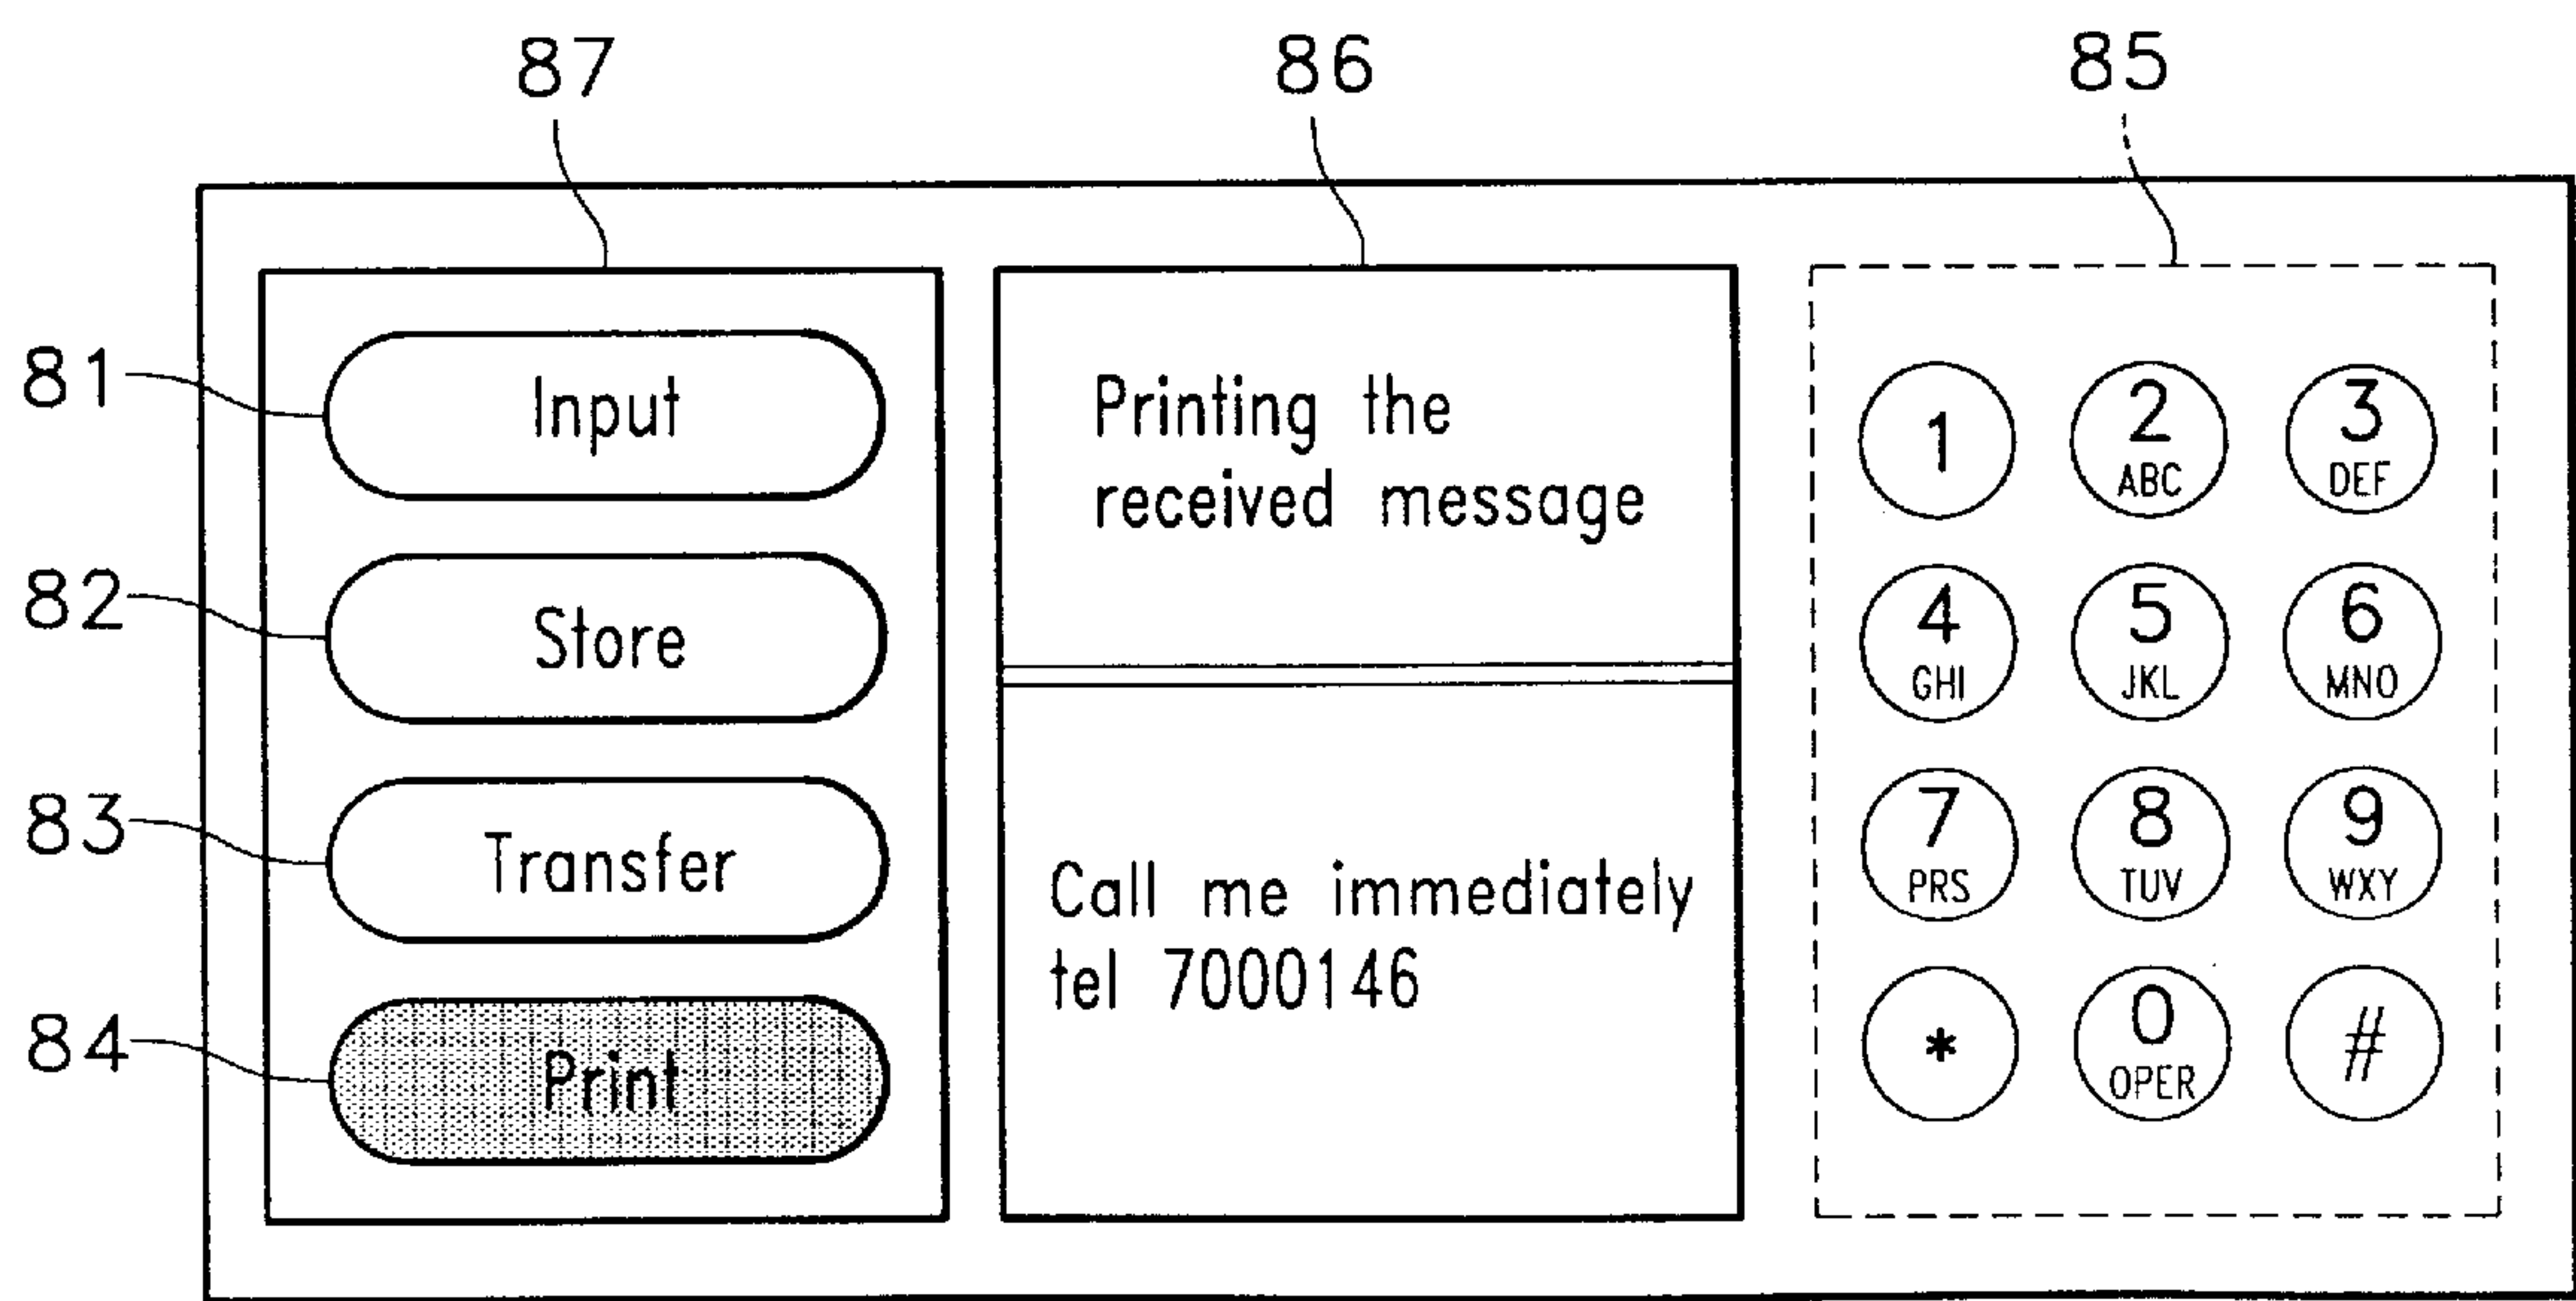 87
86
85
81
Input
82
Store
83
Transfer
84
Print
Printing the
received message
Call me immediately
tel 7000146
1
2
ABC
3
DEF
4
GHI
5
JKL
6
MNO
7
PRS
8
TUV
9
WXY
*
0
OPER
#